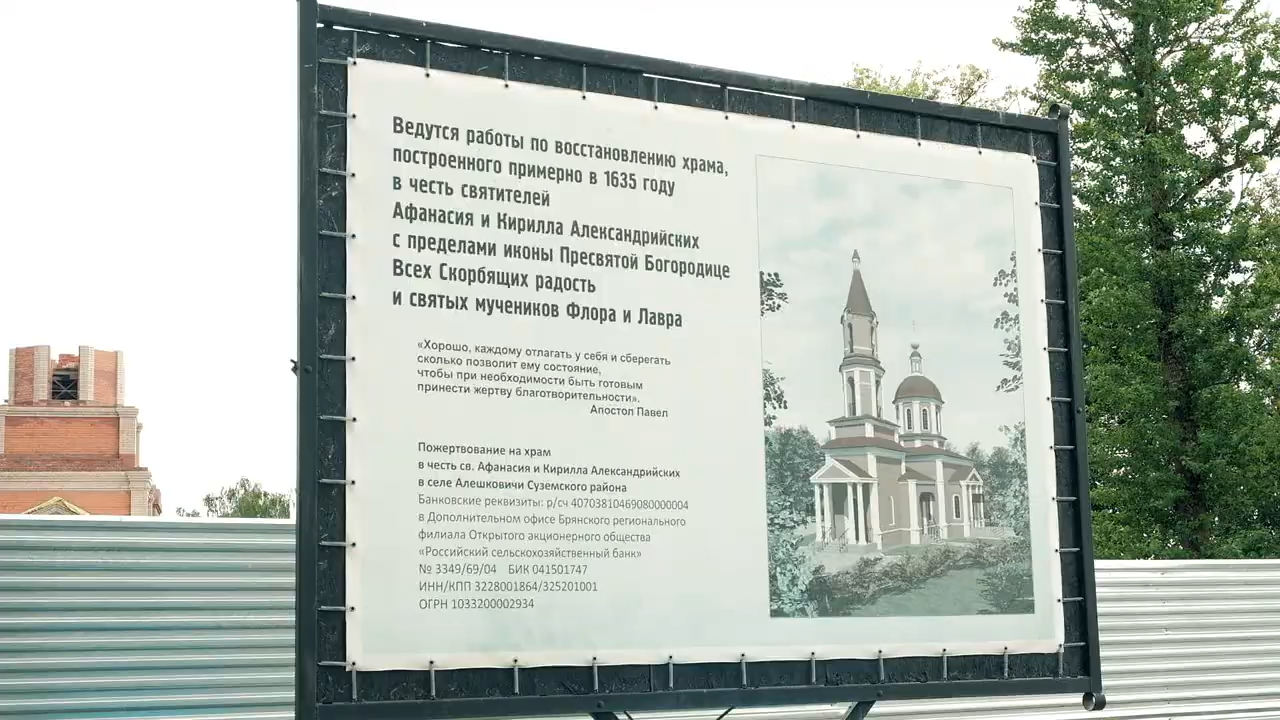 Ведутся работы по восстановлению храма,
построенного примерно в 1635 году
в честь святителей
Афанасия и Кирилла Александрийских
с пределами иконы Пресвятой Богородице
Всех Скорбящих радость
и святых мучеников Флора и Лавра
«Хорошо, каждому отлагать у себя и сберегать
сколько позволит ему состояние,
чтобы при необходимости быть готовым
принести жертву благотворительности».
Апостол Павел
Пожертвование на храм
в честь св. Афанасия и Кирилла Александрийских
в селе Алешковичи Суземского района
Банковские реквизиты: р/сч 40703810469080000004
в Дополнительном офисе Брянского регионального
филиала Открытого акционерного общества
«Российский сельскохозяйственный банк»
№ 3349/69/04 БИК 041501747
ИНН/КПП 3228001864/325201001
ОГРН 1033200002934